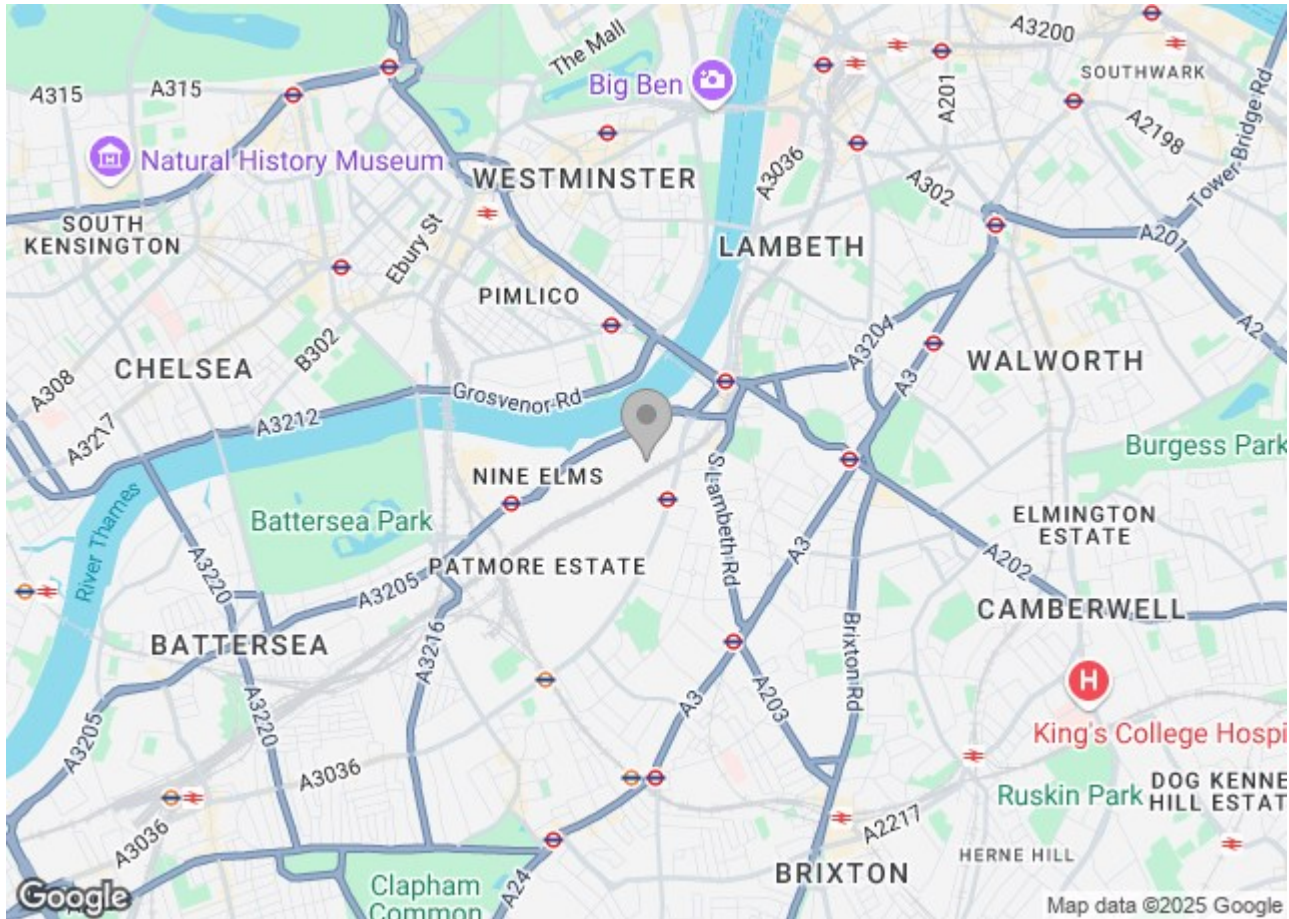 The Mall
A3200
SOUTHWARK
A315
A315
Big Ben
A201
A2198
Tower Bridge Rd
Natural History Museum
A3036
WESTMINSTER
A302
SOUTH
KENSINGTON
Ebury St
LAMBETH
A201
PIMLICO
A2
B302
A3204
CHELSEA
WALWORTH
A308
A3
Grosvenor Rd
A3212
A3217
Burgess Park
NINE ELMS
S Lambeth Rd
Battersea Park
ELMINGTON
ESTATE
River Thames
A3
A202
PATMORE ESTATE
A3220
A3205
CAMBERWELL
BATTERSEA
A3216
Brixton Rd
A3
A203
A3205
A3220
King's College Hospi
A3036
Ruskin Park
DOG KENNE
HILL ESTAT
A2217
A3036
HERNE HILL
BRIXTON
Clapham
Common
A24
Google
Map data ©2025 Google